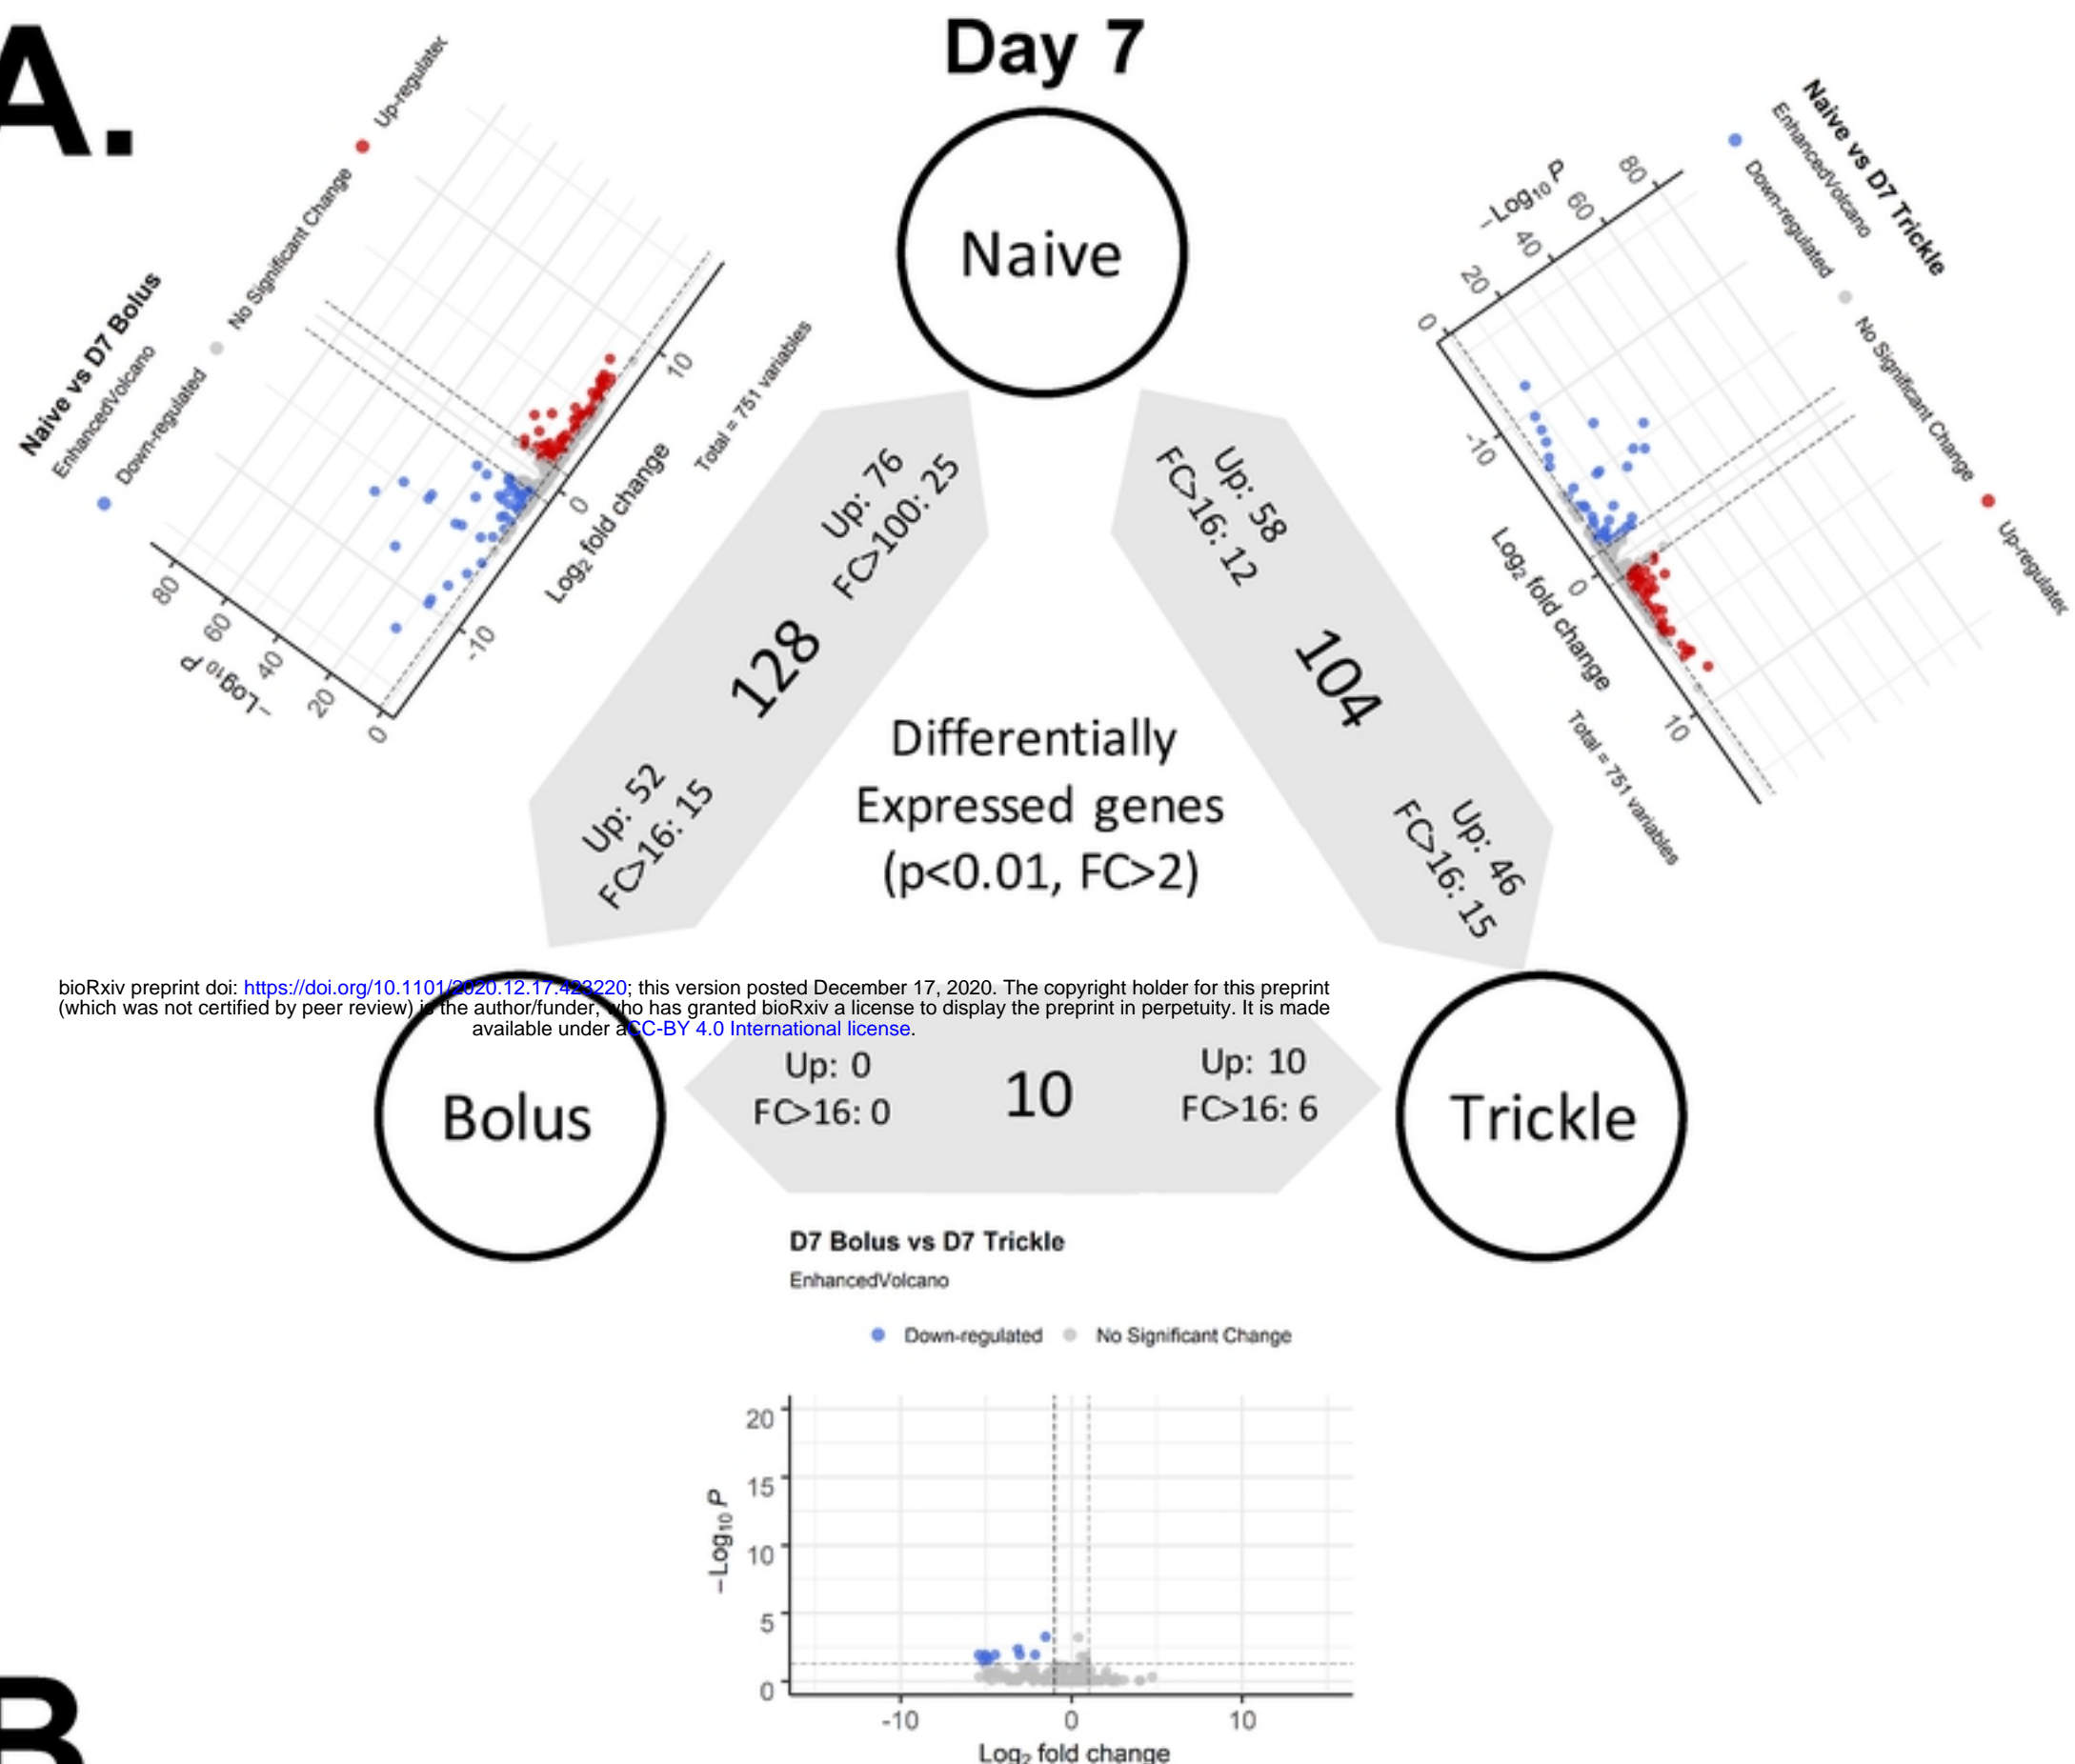 A.
Day 7
Naive
Naive vs D7 Bolus
EnhancedVolcano
Down-regulated
No Significant Change
Up-regulated
10
0
-10
Log2 fold change
Total = 751 variables
80
60
40
20
0
−Log10 P
Naive vs D7 Trickle
EnhancedVolcano
Down-regulated
No Significant Change
Up-regulated
−Log10 P
80
60
40
20
0
-10
0
10
Log2 fold change
Total = 751 variables
Up: 76
FC>100: 25
128
Up: 52
FC>16: 15
Up: 58
FC>16: 12
104
Up: 46
FC>16: 15
Differentially
Expressed genes
(p<0.01, FC>2)
bioRxiv preprint doi: https://doi.org/10.1101/2020.12.17.423220; this version posted December 17, 2020. The copyright holder for this preprint
(which was not certified by peer review) is the author/funder, who has granted bioRxiv a license to display the preprint in perpetuity. It is made
available under aCC-BY 4.0 International license.
Bolus
Up: 0
FC>16: 0
10
Up: 10
FC>16: 6
Trickle
D7 Bolus vs D7 Trickle
EnhancedVolcano
Down-regulated No Significant Change
20
15
10
5
0
−Log10 P
-10 0 10
Log2 fold change
B